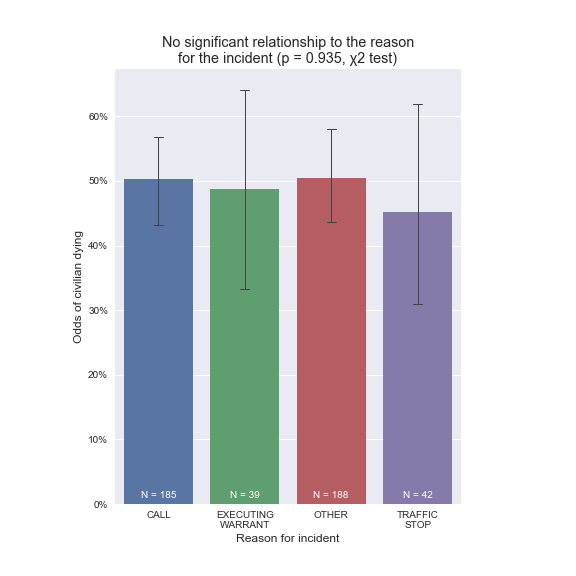 No significant relationship to the reason
for the incident (p = 0.935, χ2 test)
60%
50%
40%
30%
20%
10%
0%
Odds of civilian dying
N = 185
N = 39
N = 188
N = 42
CALL
EXECUTING
WARRANT
OTHER
TRAFFIC
STOP
Reason for incident